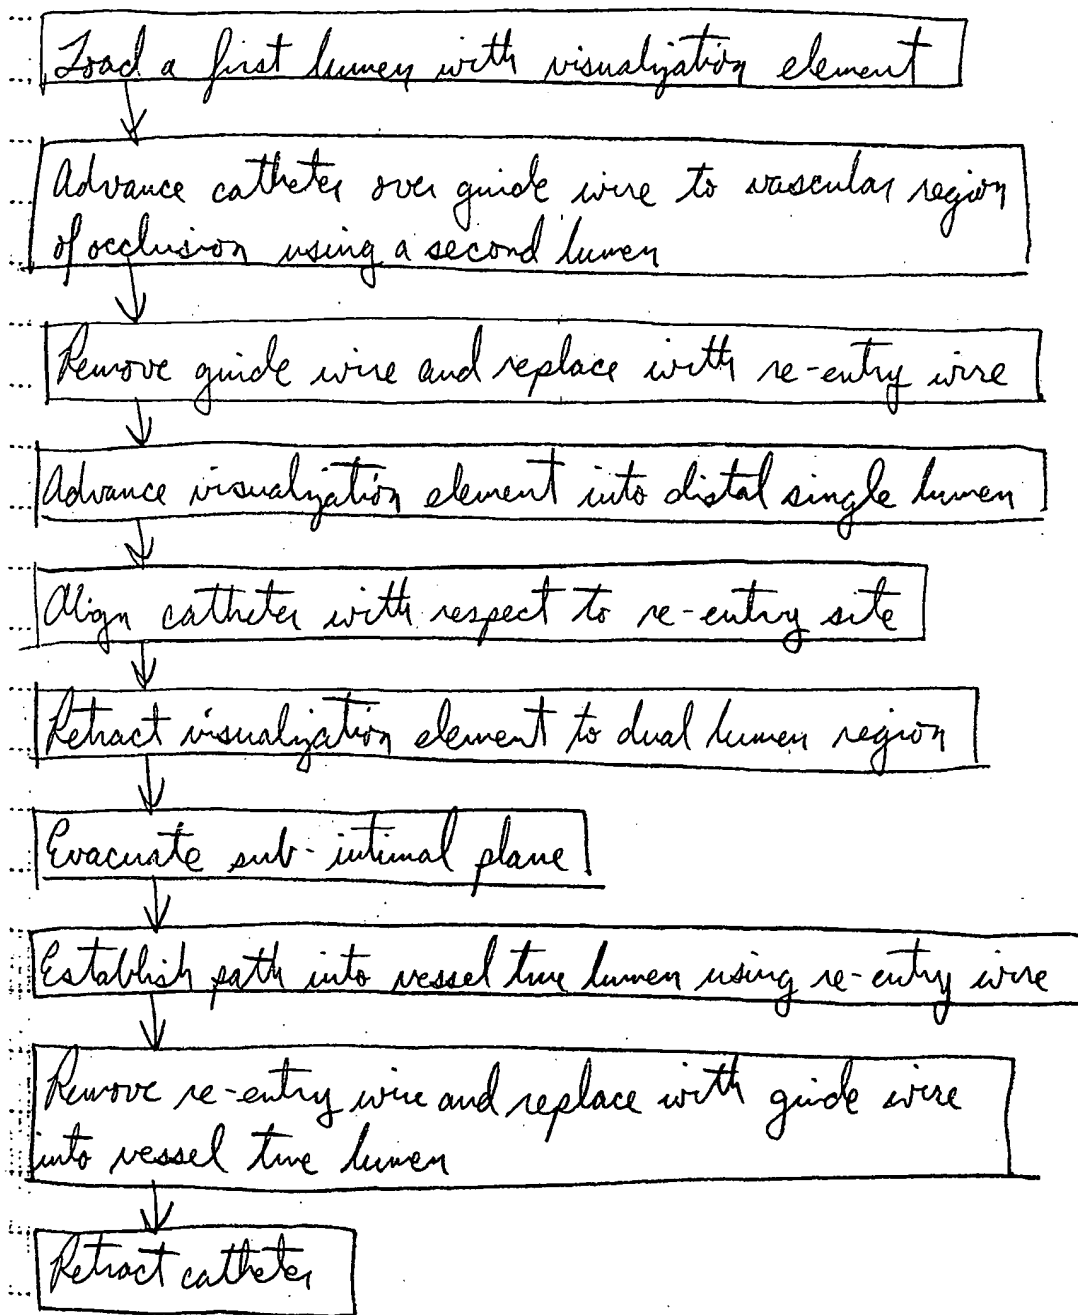 Load a first lumen with visualization element
Advance catheter over guide wire to vascular region
of occlusion using a second lumen
Remove guide wire and replace with re-entry wire
Advance visualization element into distal single lumen
Align catheter with respect to re-entry site
Retract visualization element to dual lumen region
Evacuate sub-intimal plane
Establish path into vessel true lumen using re-entry wire
Remove re-entry wire and replace with guide wire
into vessel true lumen
Retract catheter